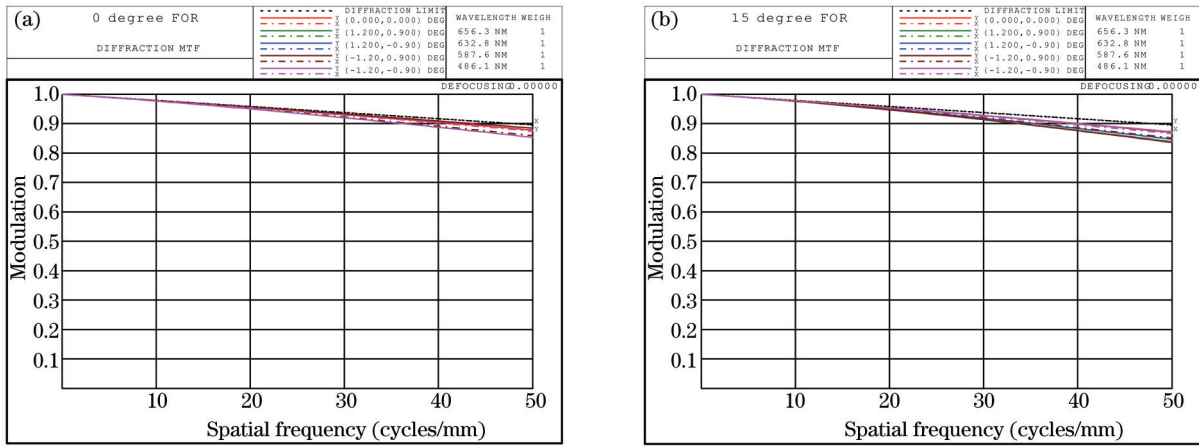 (a)
0 degree FOR
DIFFRACTION MTF
DIFFRACTION LIMIT
Y
X
(0.000,0.000) DEG
Y
X
(1.200,0.900) DEG
Y
X
(1.200,-0.90) DEG
Y
X
(-1.20,0.900) DEG
Y
X
(-1.20,-0.90) DEG
WAVELENGTH WEIGH
656.3 NM 1
632.8 NM 1
587.6 NM 1
486.1 NM 1
DEFOCUSING0.00000
1.0
0.9
0.8
0.7
0.6
0.5
0.4
0.3
0.2
0.1
Modulation
X
Y
10 20 30 40 50
Spatial frequency (cycles/mm)
(b)
15 degree FOR
DIFFRACTION MTF
DIFFRACTION LIMIT
Y
X
(0.000,0.000) DEG
Y
X
(1.200,0.900) DEG
Y
X
(1.200,-0.90) DEG
Y
X
(-1.20,0.900) DEG
Y
X
(-1.20,-0.90) DEG
WAVELENGTH WEIGH
656.3 NM 1
632.8 NM 1
587.6 NM 1
486.1 NM 1
DEFOCUSING0.00000
1.0
0.9
0.8
0.7
0.6
0.5
0.4
0.3
0.2
0.1
Modulation
Y
X
10 20 30 40 50
Spatial frequency (cycles/mm)